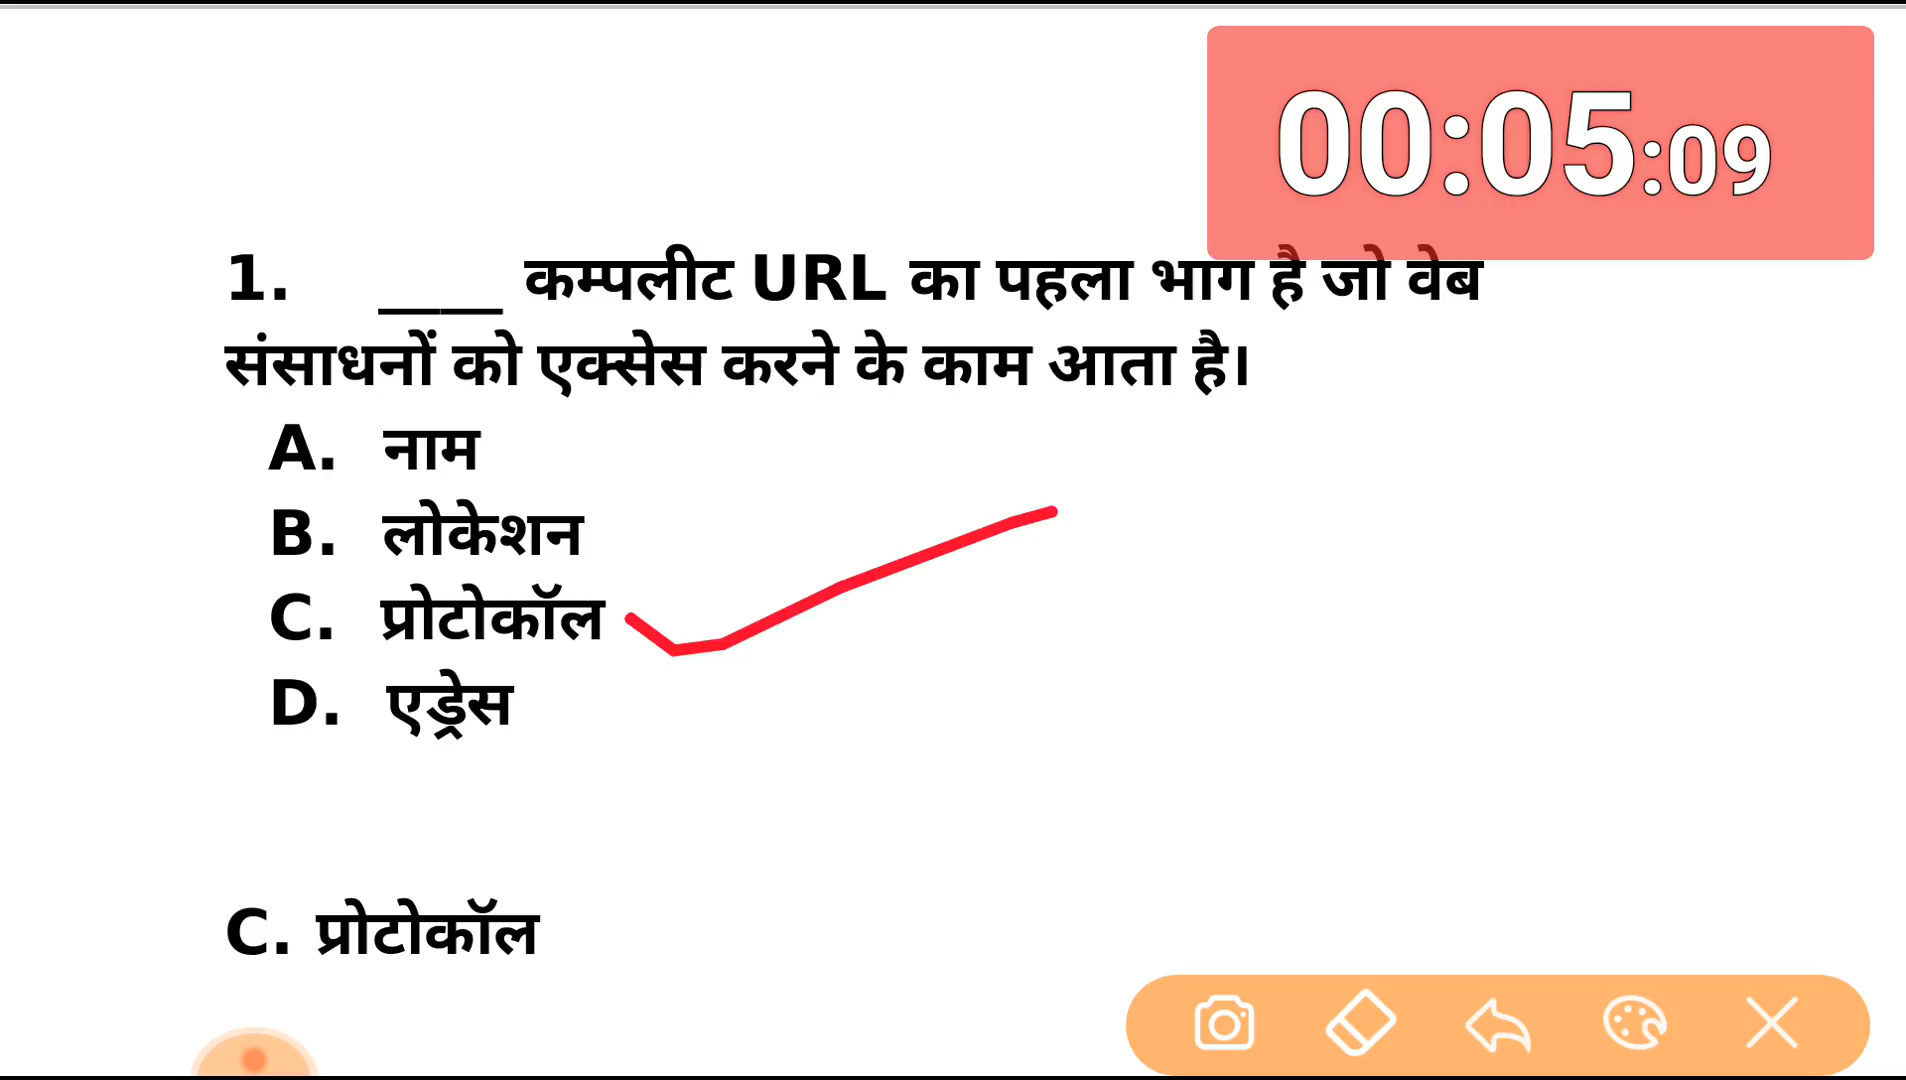 00:05:09
1. ____ कम्पलीट URL का पहला भाग है जो वेब
संसाधनों को एक्सेस करने के काम आता है।
A. नाम
B. लोकेशन
C. प्रोटोकॉल
D. एड्रेस
C. प्रोटोकॉल